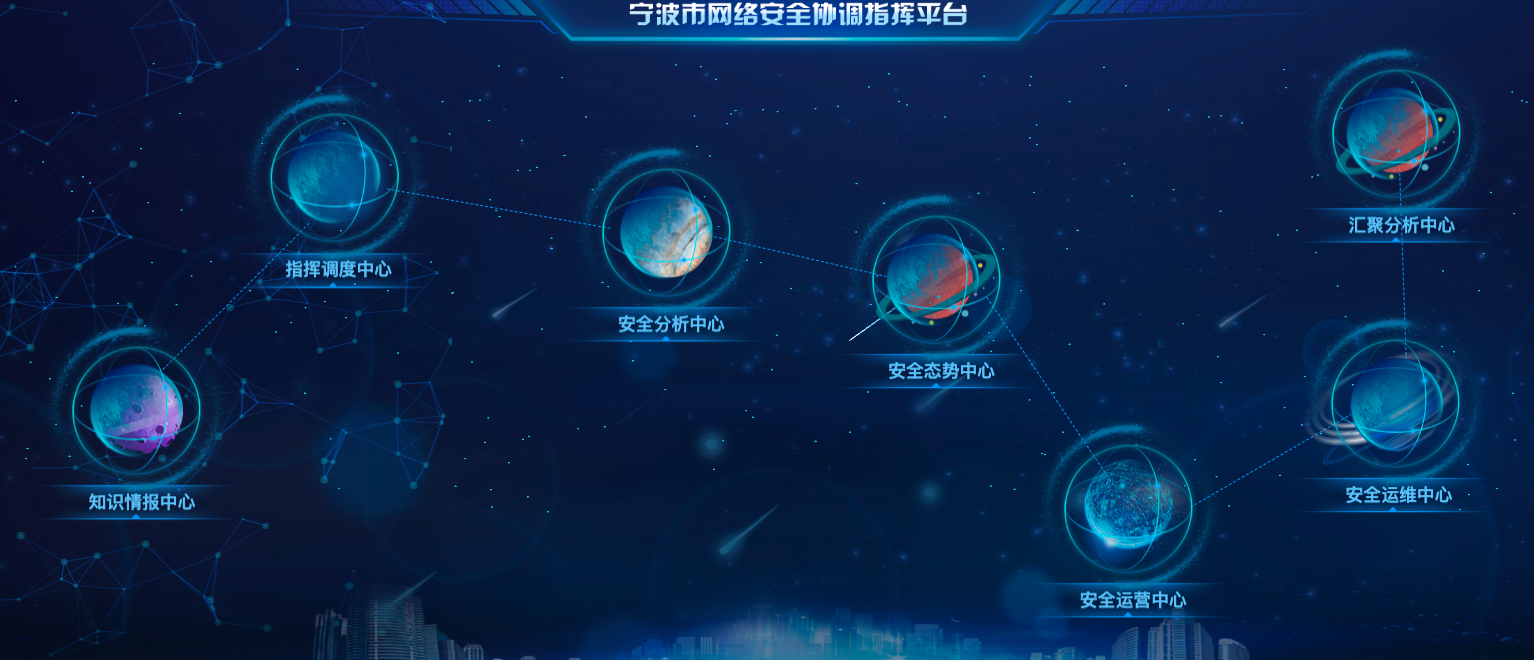 宁波市网络安全协调指挥平台
汇聚分析中心
指挥调度中心
安全分析中心
安全态势中心
知识情报中心
安全运维中心
安全运营中心